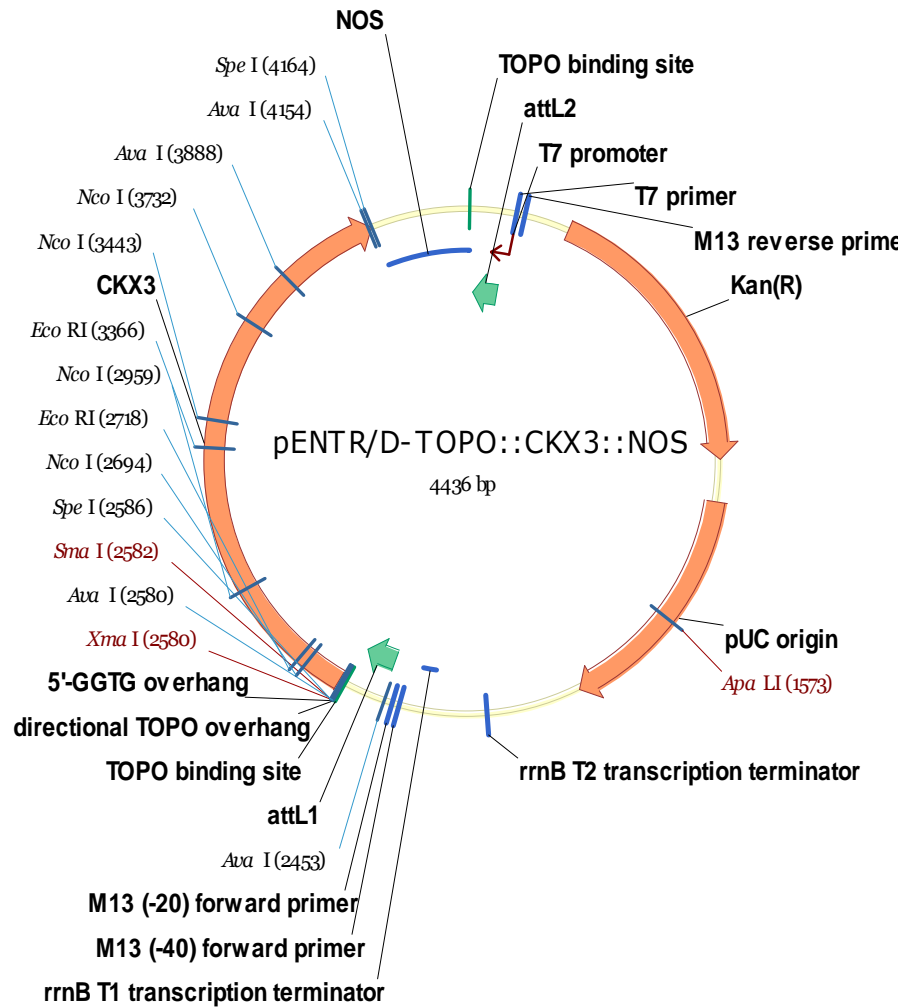 NOS
Spe I (4164)
TOPO binding site
Ava I (4154)
attL2
Ava I (3888)
T7 promoter
Nco I (3732)
T7 primer
Nco I (3443)
M13 reverse prime
CKX3
Kan(R)
Eco RI (3366)
Nco I (2959)
Eco RI (2718)
pENTR/D-TOPO::CKX3::NOS
Nco I (2694)
4436 bp
Spe I (2586)
Sma I (2582)
Ava I (2580)
Xma I (2580)
pUC origin
5'-GGTG overhang
Apa LI (1573)
directional TOPO overhang
TOPO binding site
rrnB T2 transcription terminator
attL1
Ava I (2453)
M13 (-20) forward primer
M13 (-40) forward primer
rrnB T1 transcription terminator